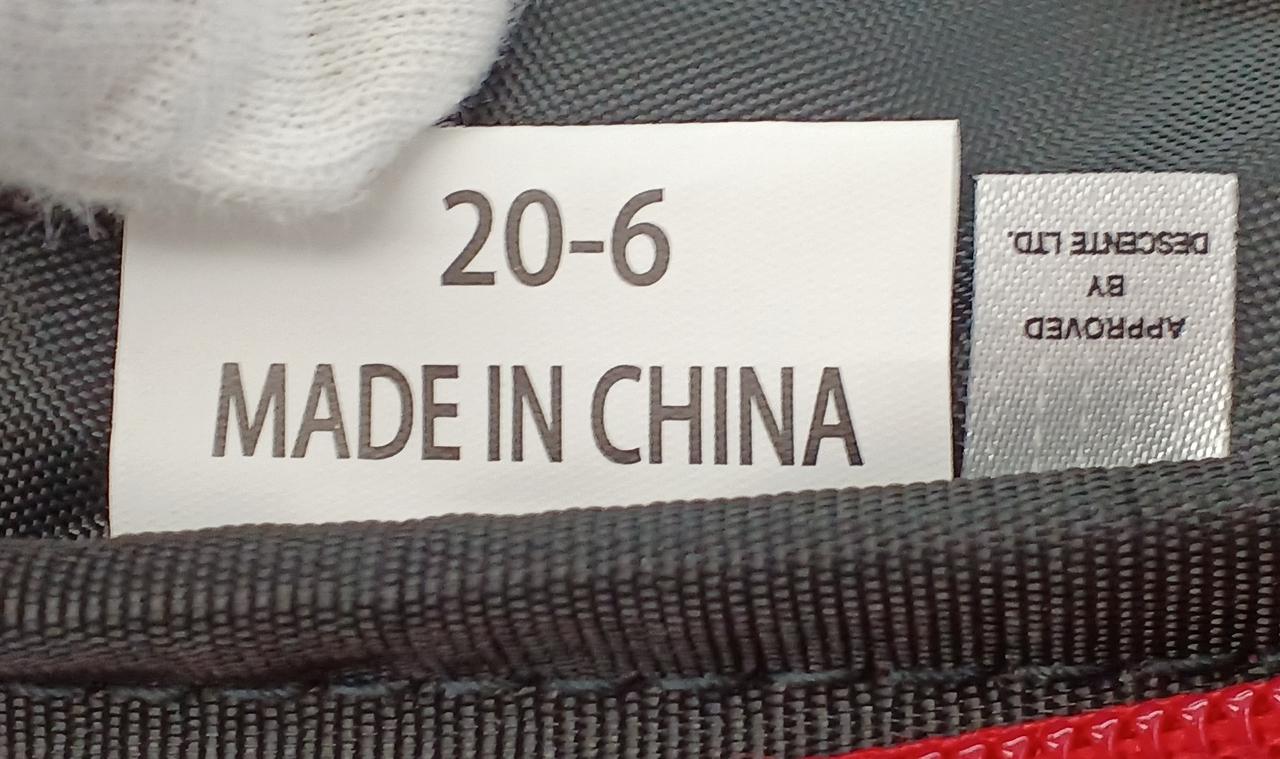 20-6
MADE IN CHINA
APPROVED
BY
DESCENTE LTD.